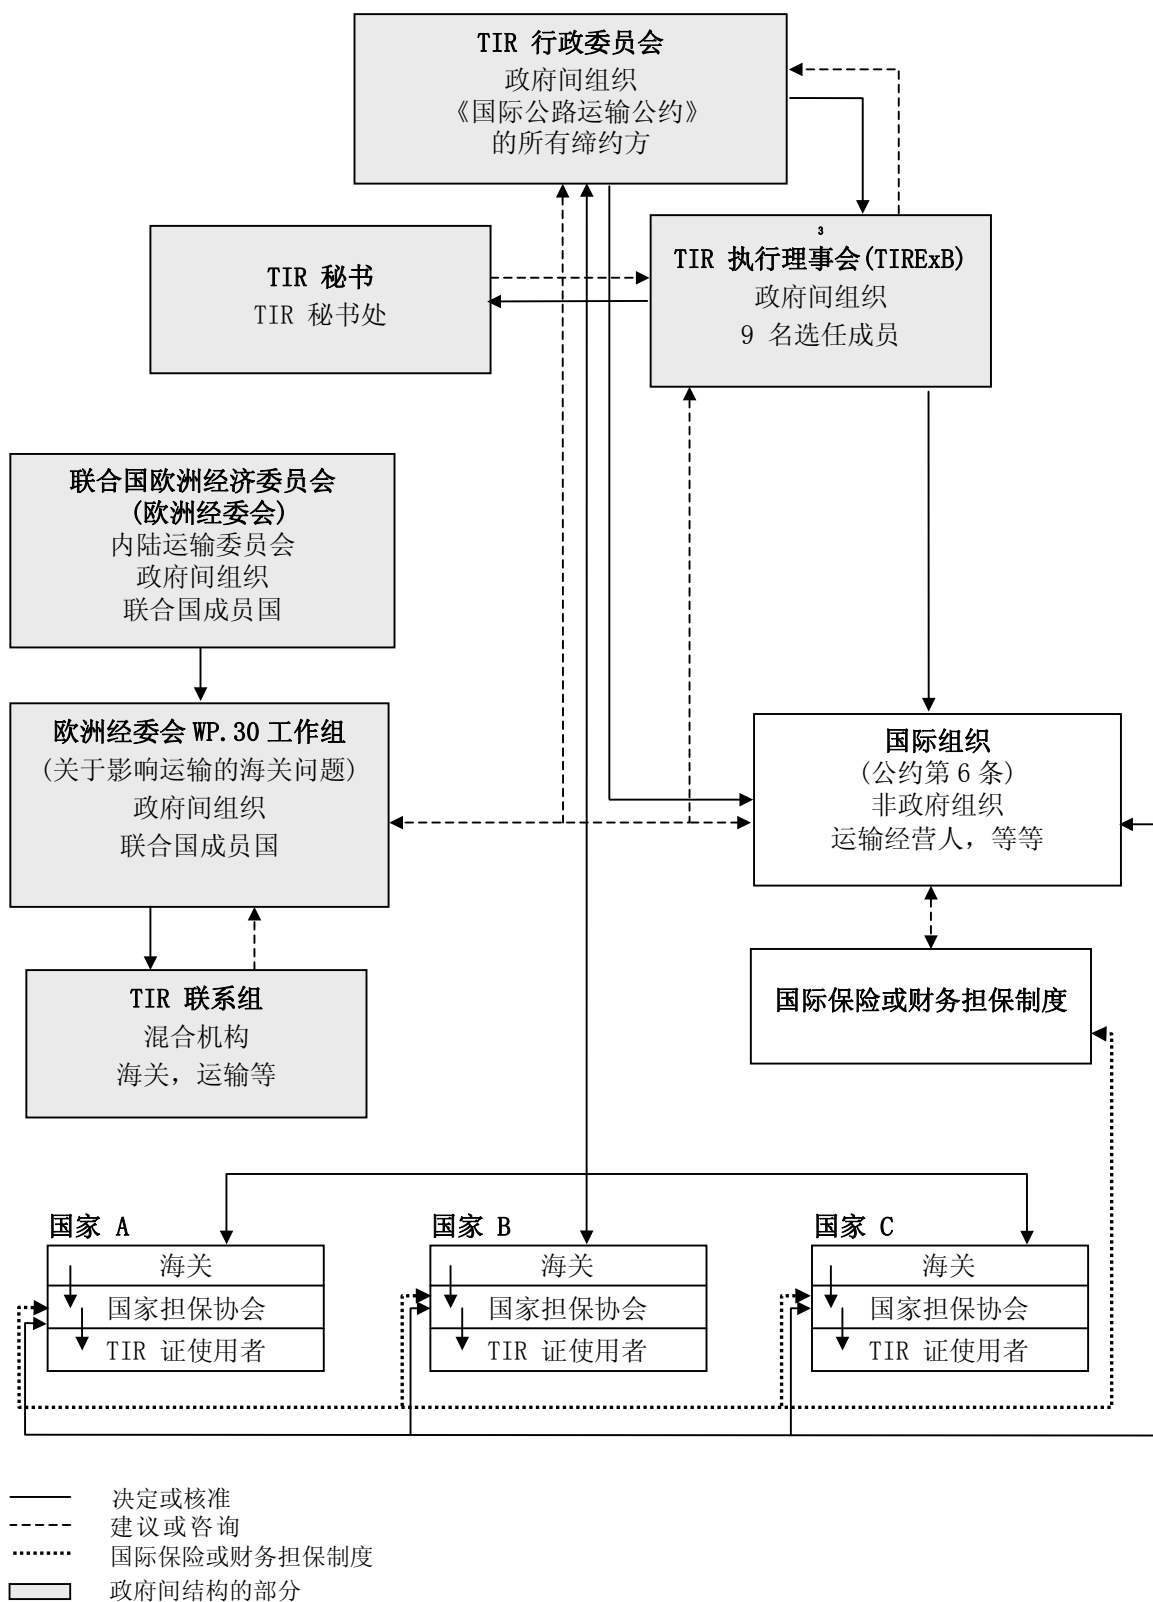 TIR 行政委员会
政府间组织
《国际公路运输公约》
的所有缔约方
3
TIR 执行理事会(TIRExB)
政府间组织
9 名选任成员
TIR 秘书
TIR 秘书处
联合国欧洲经济委员会
(欧洲经委会)
内陆运输委员会
政府间组织
联合国成员国
欧洲经委会 WP.30 工作组
(关于影响运输的海关问题)
政府间组织
联合国成员国
国际组织
(公约第 6 条)
非政府组织
运输经营人，等等
TIR 联系组
混合机构
海关，运输等
国际保险或财务担保制度
国家 A
海关
国家担保协会
TIR 证使用者
国家 B
海关
国家担保协会
TIR 证使用者
国家 C
海关
国家担保协会
TIR 证使用者
决定或核准
建议或咨询
国际保险或财务担保制度
政府间结构的部分